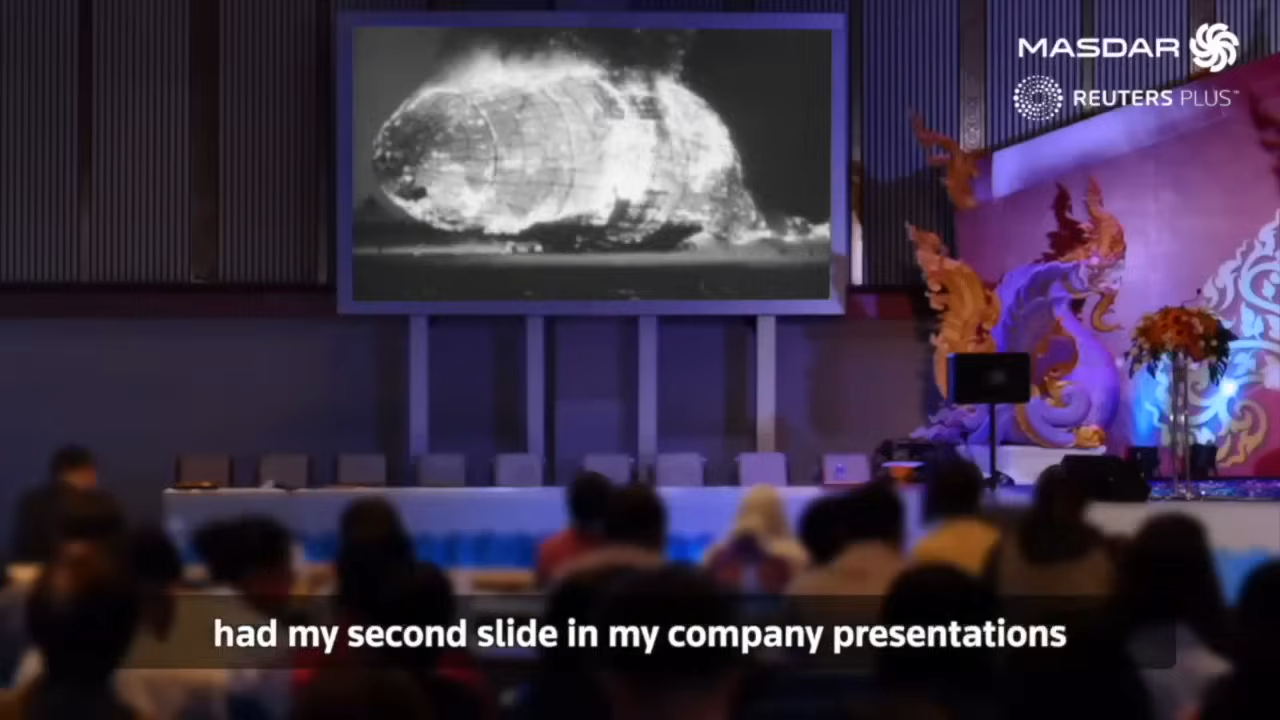 MASDAR
REUTERS PLUS™
had my second slide in my company presentations